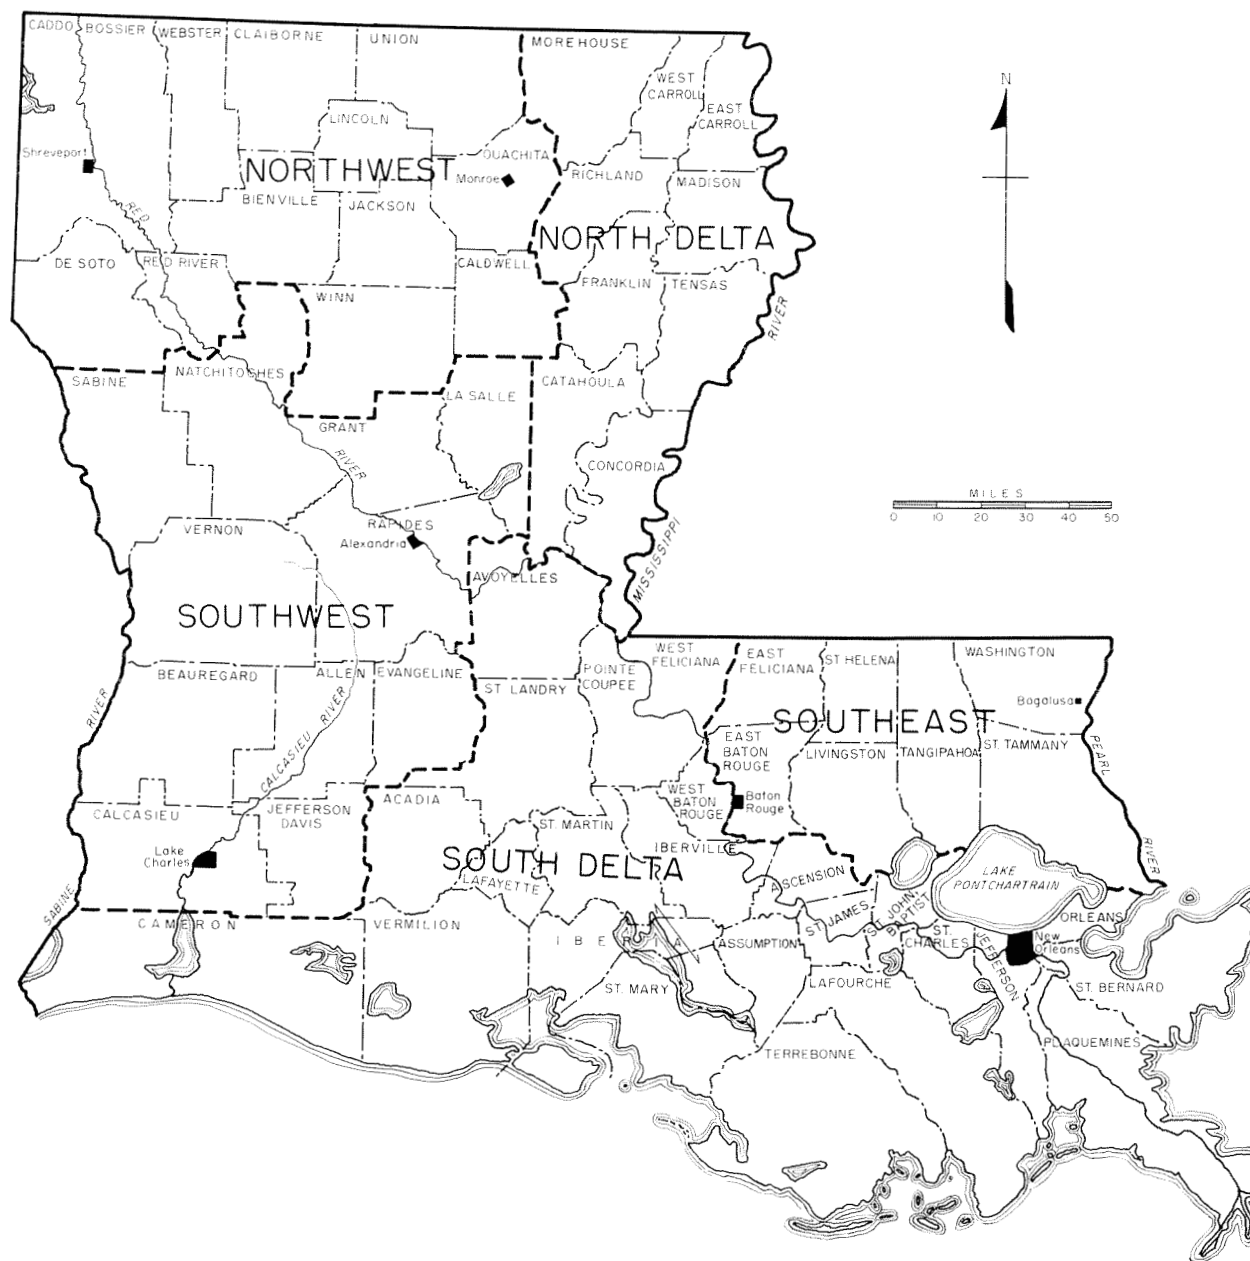 CADDO
BOSSIER
WEBSTER
CLAIBORNE
UNION
MOREHOUSE
WEST
CARROLL
EAST
CARROLL
N
LINCOLN
Shreveport
NORTHWEST
OUACHITA
Monroe
RICHLAND
MADISON
BIENVILLE
JACKSON
RED
NORTH DELTA
DE SOTO
RED RIVER
CALDWELL
FRANKLIN
TENSAS
WINN
RIVER
SABINE
NATCHITOCHES
CATAHOULA
LA SALLE
GRANT
RIVER
CONCORDIA
MILES
0 10 20 30 40 50
RAPIDES
VERNON
Alexandria
MISSISSIPPI
AVOYELLES
SOUTHWEST
WEST
FELICIANA
EAST
FELICIANA
ST HELENA
WASHINGTON
BEAUREGARD
ALLEN
EVANGELINE
ST. LANDRY
POINTE
COUPEE
Bogalusa
RIVER
CALCASIEU RIVER
SOUTHEAST
EAST
BATON
ROUGE
LIVINGSTON
TANGIPAHOA
ST. TAMMANY
PEARL
CALCASIEU
JEFFERSON
DAVIS
ACADIA
WEST
BATON
ROUGE
Baton
Rouge
ST. MARTIN
IBERVILLE
RIVER
Lake
Charles
SOUTH DELTA
LAFAYETTE
ASCENSION
LAKE
PONTCHARTRAIN
SABINE
CAMERON
VERMILION
IBERIA
ASSUMPTION
ST. JAMES
ST. JOHN
BAPTIST
ST.
CHARLES
JEFFERSON
ORLEANS
New
Orleans
ST. MARY
LAFOURCHE
ST. BERNARD
TERREBONNE
PLAQUEMINES